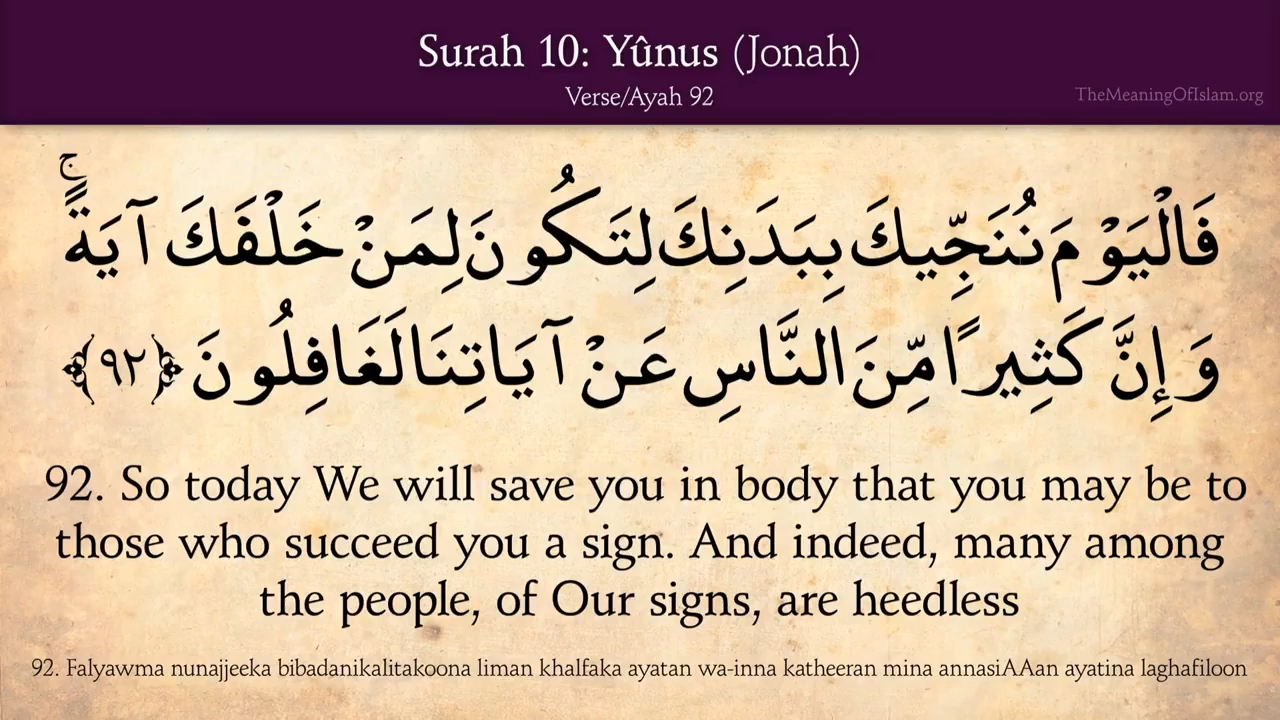 Surah 10: Yûnus (Jonah)
Verse/Ayah 92
TheMeaningOfIslam.org
فَالْيَوْمَ نُنَجِّيكَ بِبَدَنِكَ لِتَكُونَ لِمَنْ خَلْفَكَ آيَةً ۚ
وَإِنَّ كَثِيرًا مِّنَ النَّاسِ عَنْ آيَاتِنَا لَغَافِلُونَ ﴿٩٢﴾
92. So today We will save you in body that you may be to
those who succeed you a sign. And indeed, many among
the people, of Our signs, are heedless
92. Falyawma nunajjeeka bibadanikalitakoona liman khalfaka ayatan wa-inna katheeran mina annasiAAan ayatina laghafiloon